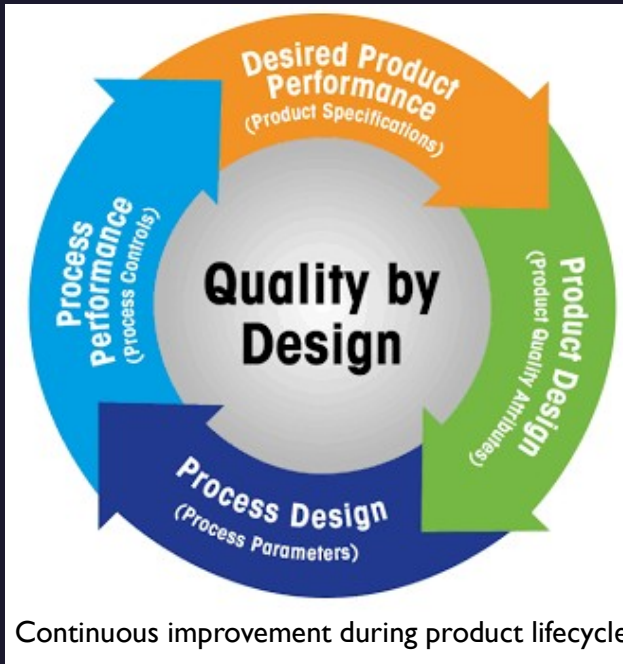 Desired Product
Performance
(Product Specifications)
Product Design
(Product Quality Attributes)
Process Design
(Process Parameters)
Process
Performance
(Process Controls)
Quality by
Design
Continuous improvement during product lifecycle